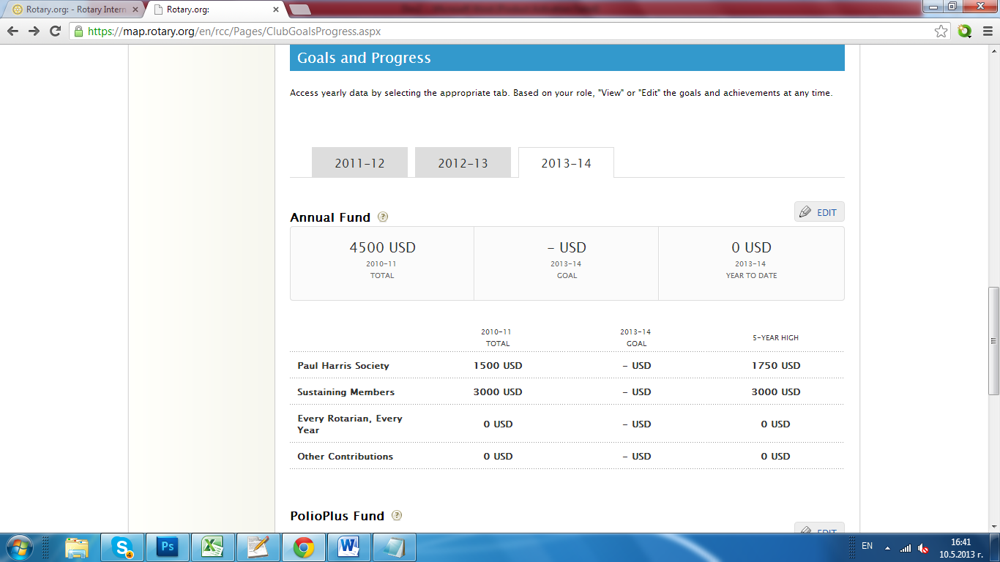 Rotary.org: - Rotary Intern
Rotary.org:
https://map.rotary.org/en/rcc/Pages/ClubGoalsProgress.aspx
Goals and Progress
Access yearly data by selecting the appropriate tab. Based on your role, "View" or "Edit" the goals and achievements at any time.
2011-12 2012-13 2013-14
Annual Fund ? EDIT
4500 USD - USD 0 USD
2010-11 2013-14 2013-14
TOTAL GOAL YEAR TO DATE
2010-11 2013-14
TOTAL GOAL 5-YEAR HIGH
Paul Harris Society 1500 USD - USD 1750 USD
Sustaining Members 3000 USD - USD 3000 USD
Every Rotarian, Every
Year 0 USD - USD 0 USD
Other Contributions 0 USD - USD 0 USD
PolioPlus Fund ?
EDIT
S 4 Ps X W EN 16:41
10.5.2013 г.